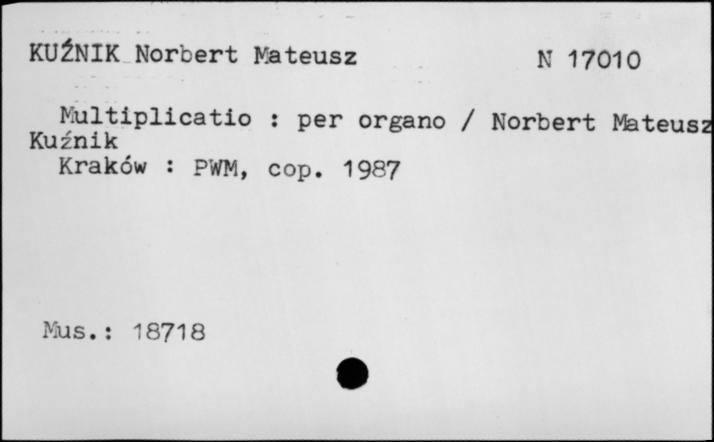 KUŹNIK Norbert Mateusz N 17010
Multiplicatio : per organo / Norbert Mateusz
Kuźnik
Kraków : PWM, cop. 1987
Mus.: 18718